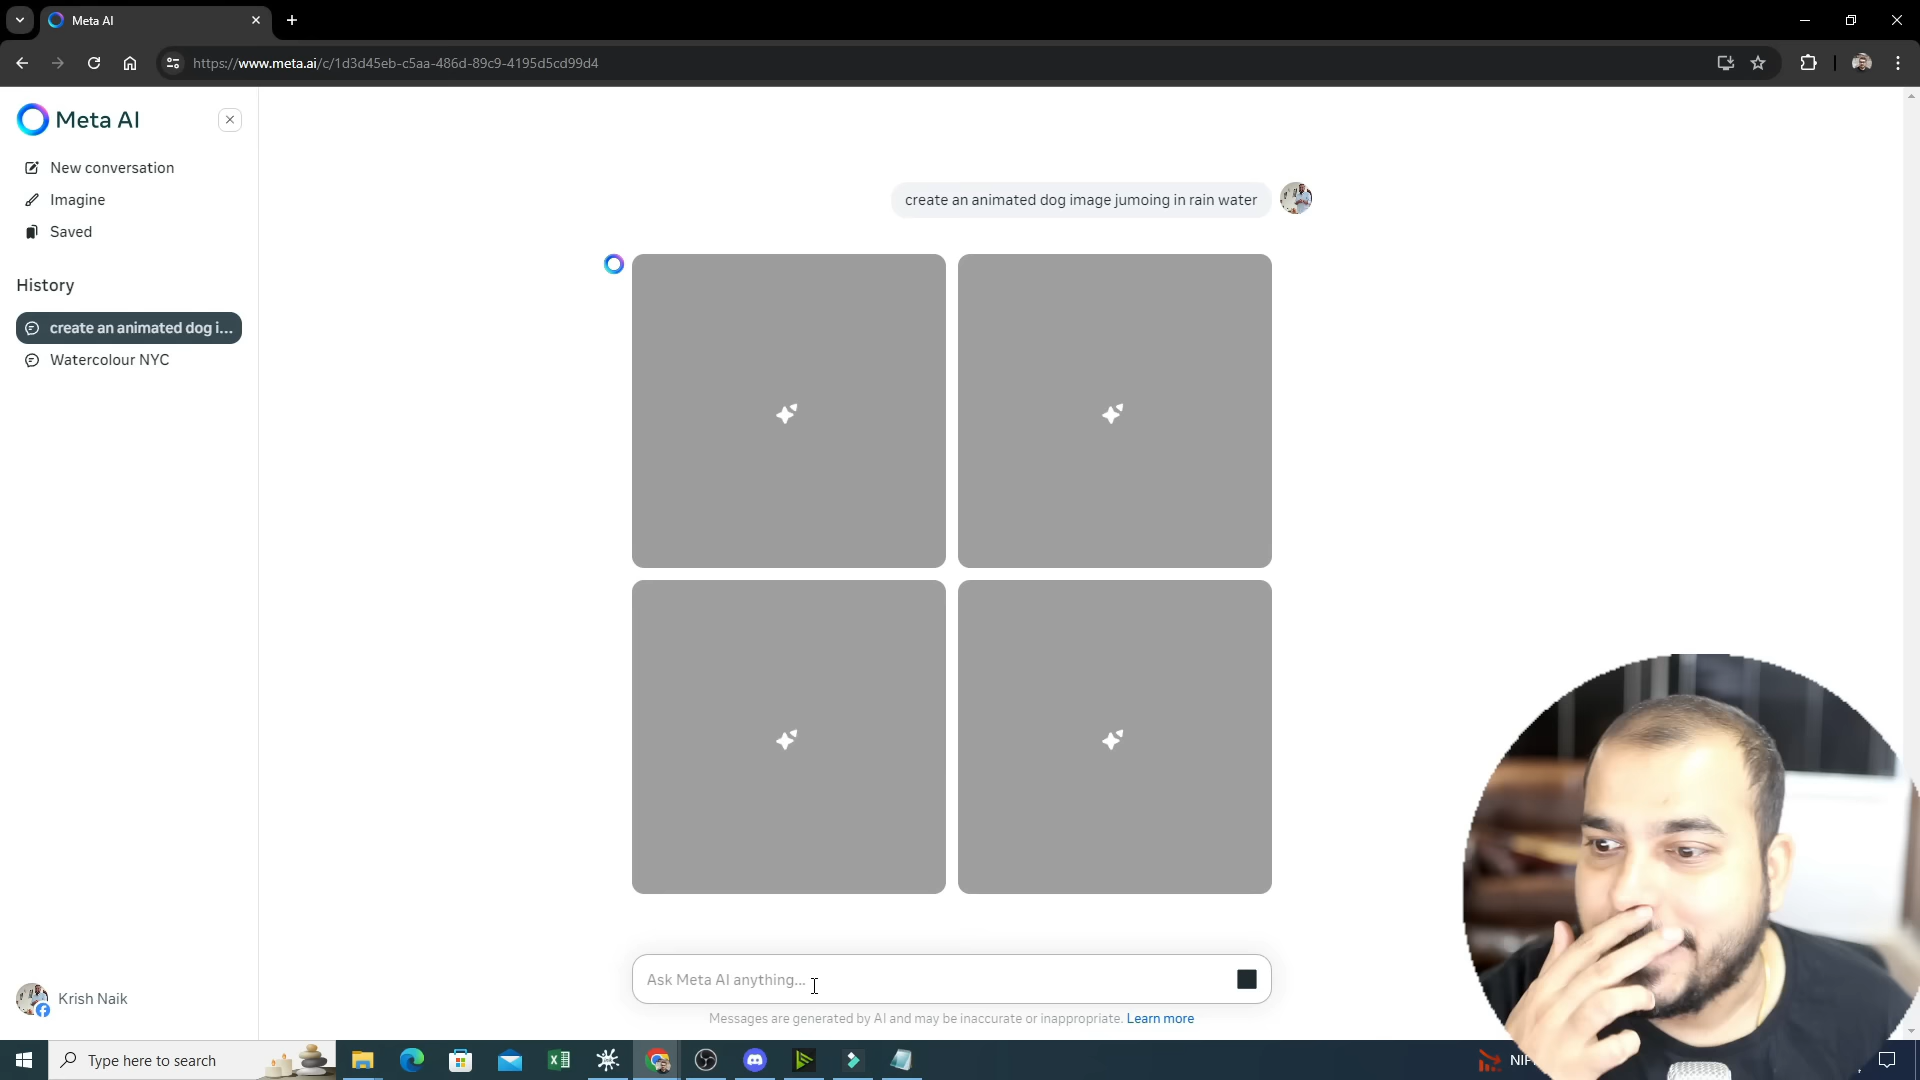 Meta AI
https://www.meta.ai/c/1d3d45eb-c5aa-486d-89c9-4195d5cd99d4
Meta AI
New conversation
Imagine
Saved
History
create an animated dog i...
Watercolour NYC
create an animated dog image jumoing in rain water
Ask Meta AI anything...
Messages are generated by AI and may be inaccurate or inappropriate. Learn more
Krish Naik
Type here to search